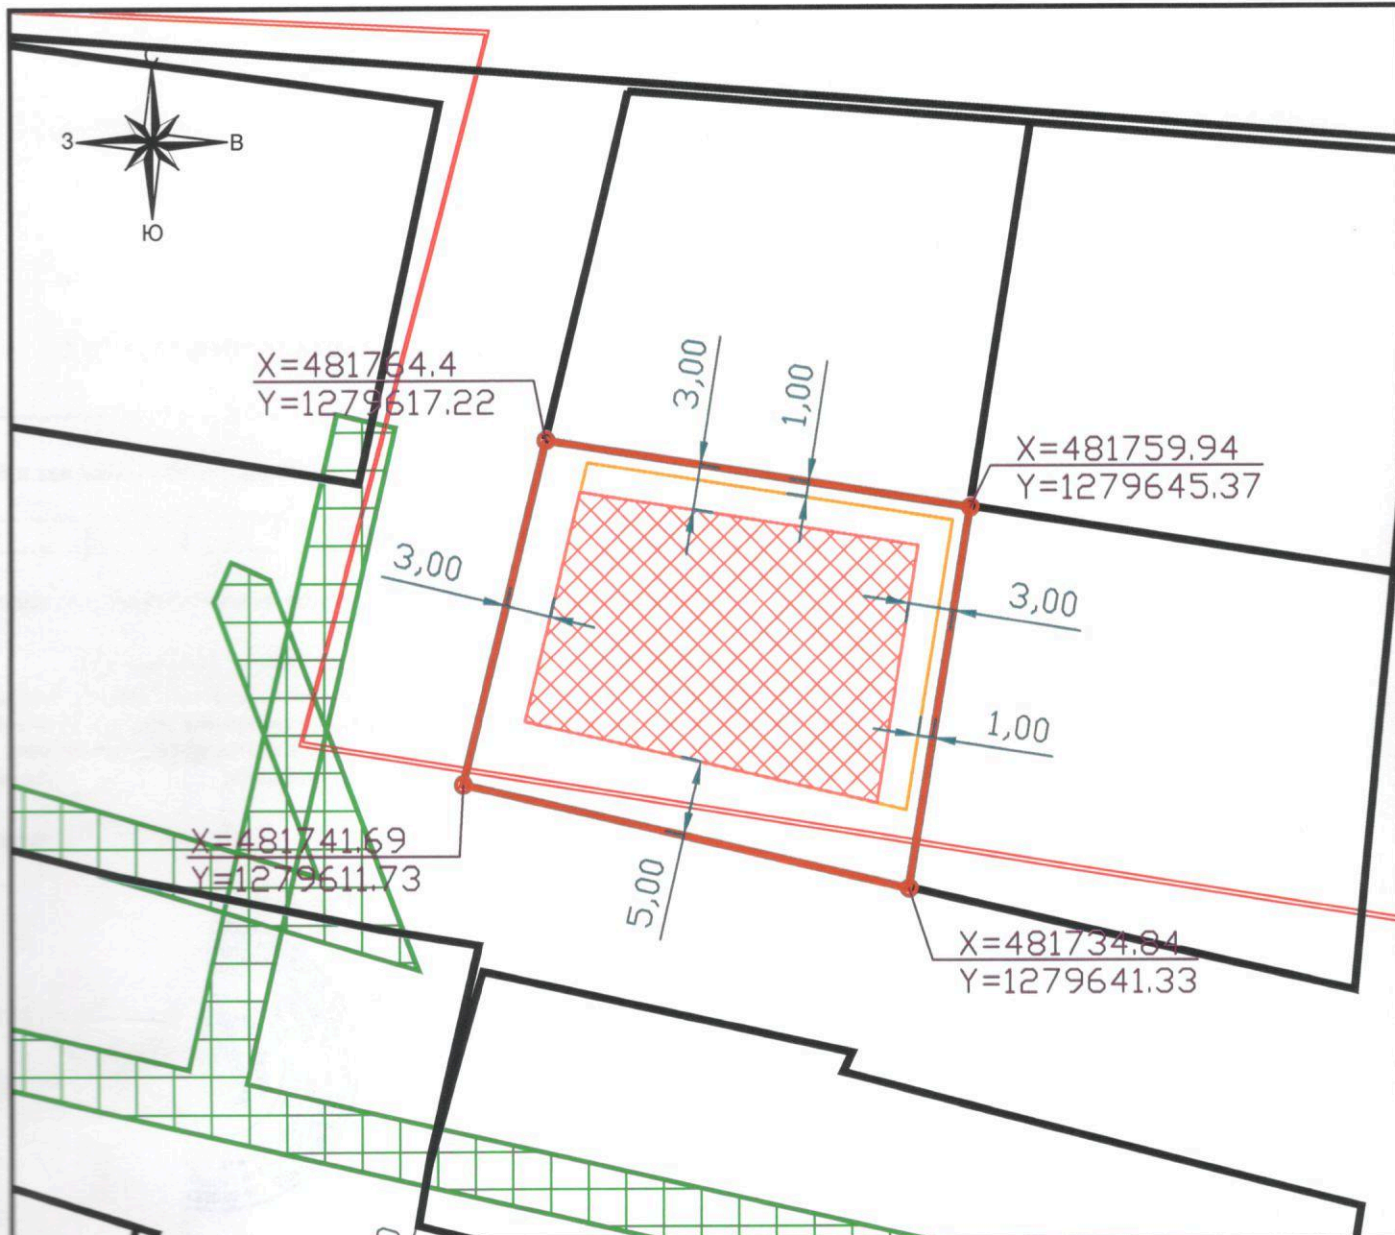 С
З
В
Ю
X=481764.4
Y=1279617.22
3,00
1,00
X=481759.94
Y=1279645.37
3,00
3,00
1,00
X=481741.69
Y=1279611.73
5,00
X=481734.84
Y=1279641.33